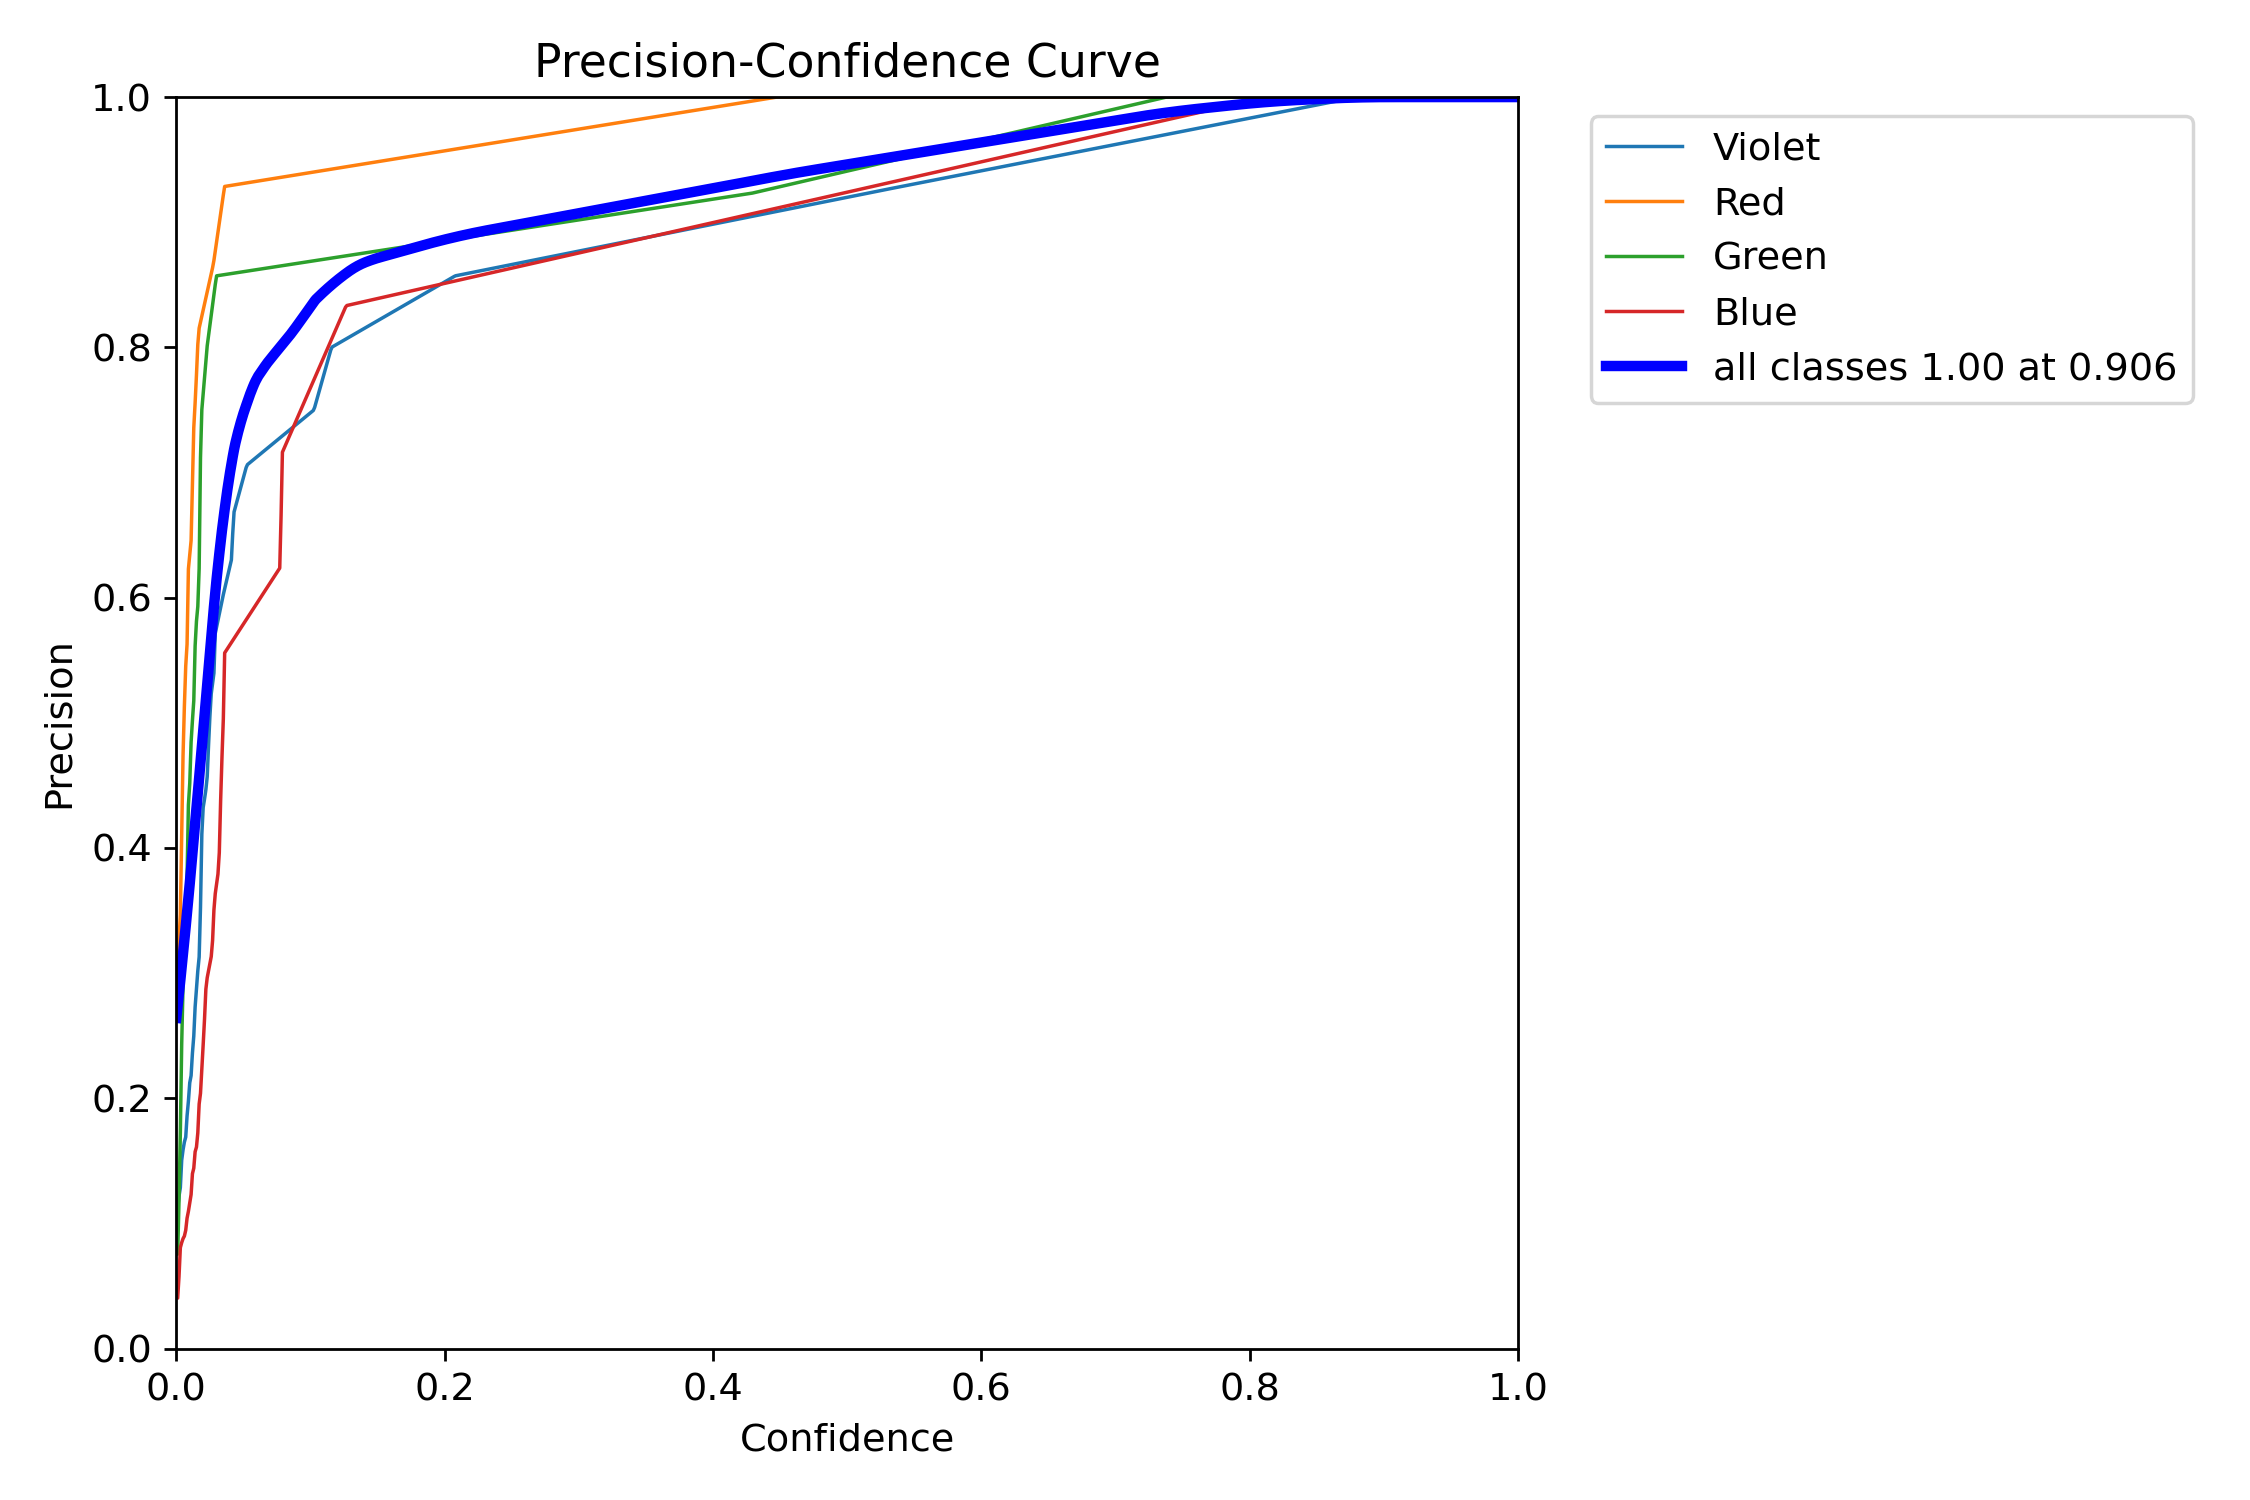 Precision-Confidence Curve
1.0
0.8
0.6
0.4
0.2
0.0
Precision
0.0 0.2 0.4 0.6 0.8 1.0
Confidence
Violet
Red
Green
Blue
all classes 1.00 at 0.906